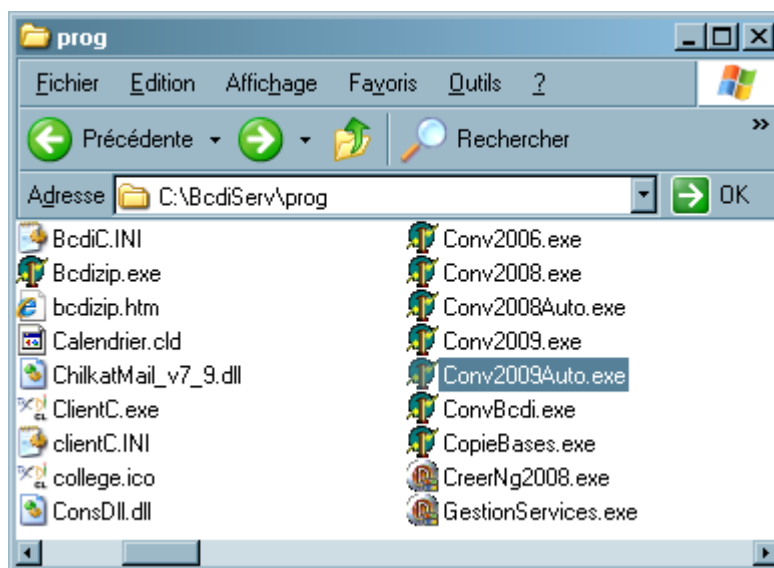 prog
Fichier Edition Affichage Favoris Outils ?
Précédente Rechercher »
Adresse C:\BcdiServ\prog OK
BcdiC.INI
Bcdizip.exe
bcdizip.htm
Calendrier.cld
ChilkatMail_v7_9.dll
ClientC.exe
clientC.INI
college.ico
ConsDll.dll
Conv2006.exe
Conv2008.exe
Conv2008Auto.exe
Conv2009.exe
Conv2009Auto.exe
ConvBcdi.exe
CopieBases.exe
CreerNg2008.exe
GestionServices.exe